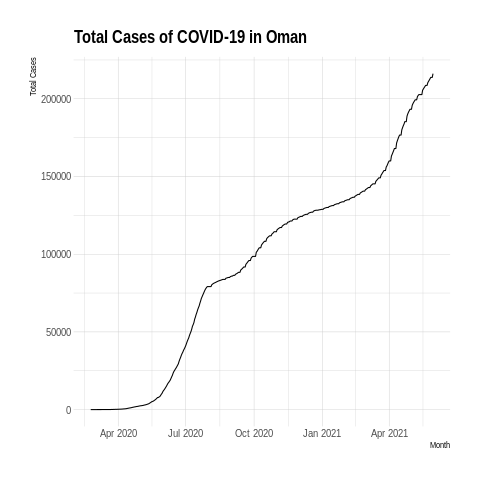 Total Cases of COVID-19 in Oman
Total Cases
200000
150000
100000
50000
0
Apr 2020 Jul 2020 Oct 2020 Jan 2021 Apr 2021
Month